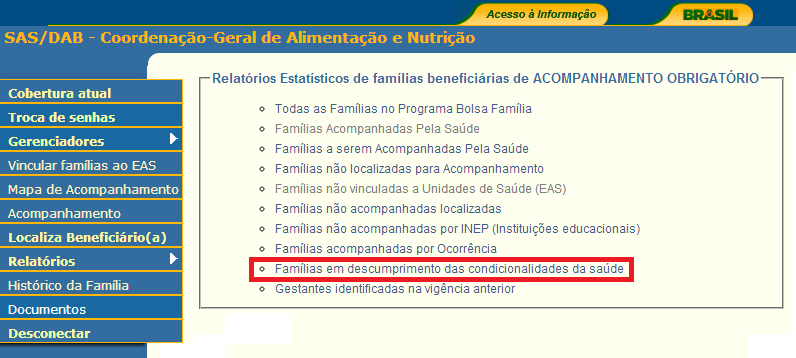 Acesso à Informação
BRASIL
SAS/DAB - Coordenação-Geral de Alimentação e Nutrição
Cobertura atual
Troca de senhas
Gerenciadores
Vincular famílias ao EAS
Mapa de Acompanhamento
Acompanhamento
Localiza Beneficiário(a)
Relatórios
Histórico da Família
Documentos
Desconectar
Relatórios Estatísticos de famílias beneficiárias de ACOMPANHAMENTO OBRIGATÓRIO
Todas as Famílias no Programa Bolsa Família
Famílias Acompanhadas Pela Saúde
Famílias a serem Acompanhadas Pela Saúde
Famílias não localizadas para Acompanhamento
Famílias não vinculadas a Unidades de Saúde (EAS)
Famílias não acompanhadas localizadas
Famílias não acompanhadas por INEP (Instituições educacionais)
Famílias acompanhadas por Ocorrência
Famílias em descumprimento das condicionalidades da saúde
Gestantes identificadas na vigência anterior